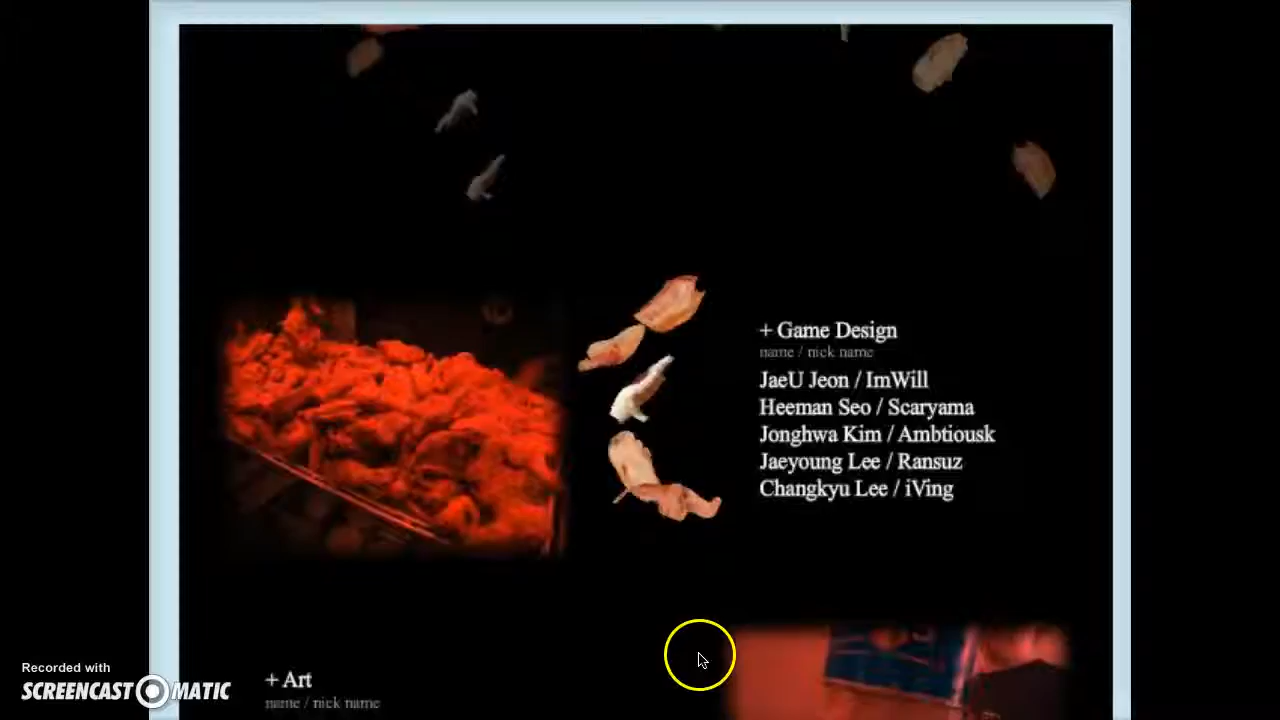 + Game Design
name / nick name
JaeU Jeon / ImWill
Heeman Seo / Scaryama
Jonghwa Kim / Ambtiousk
Jaeyoung Lee / Ransuz
Changkyu Lee / iVing
+ Art
name / nick name
Recorded with
SCREENCAST-O-MATIC